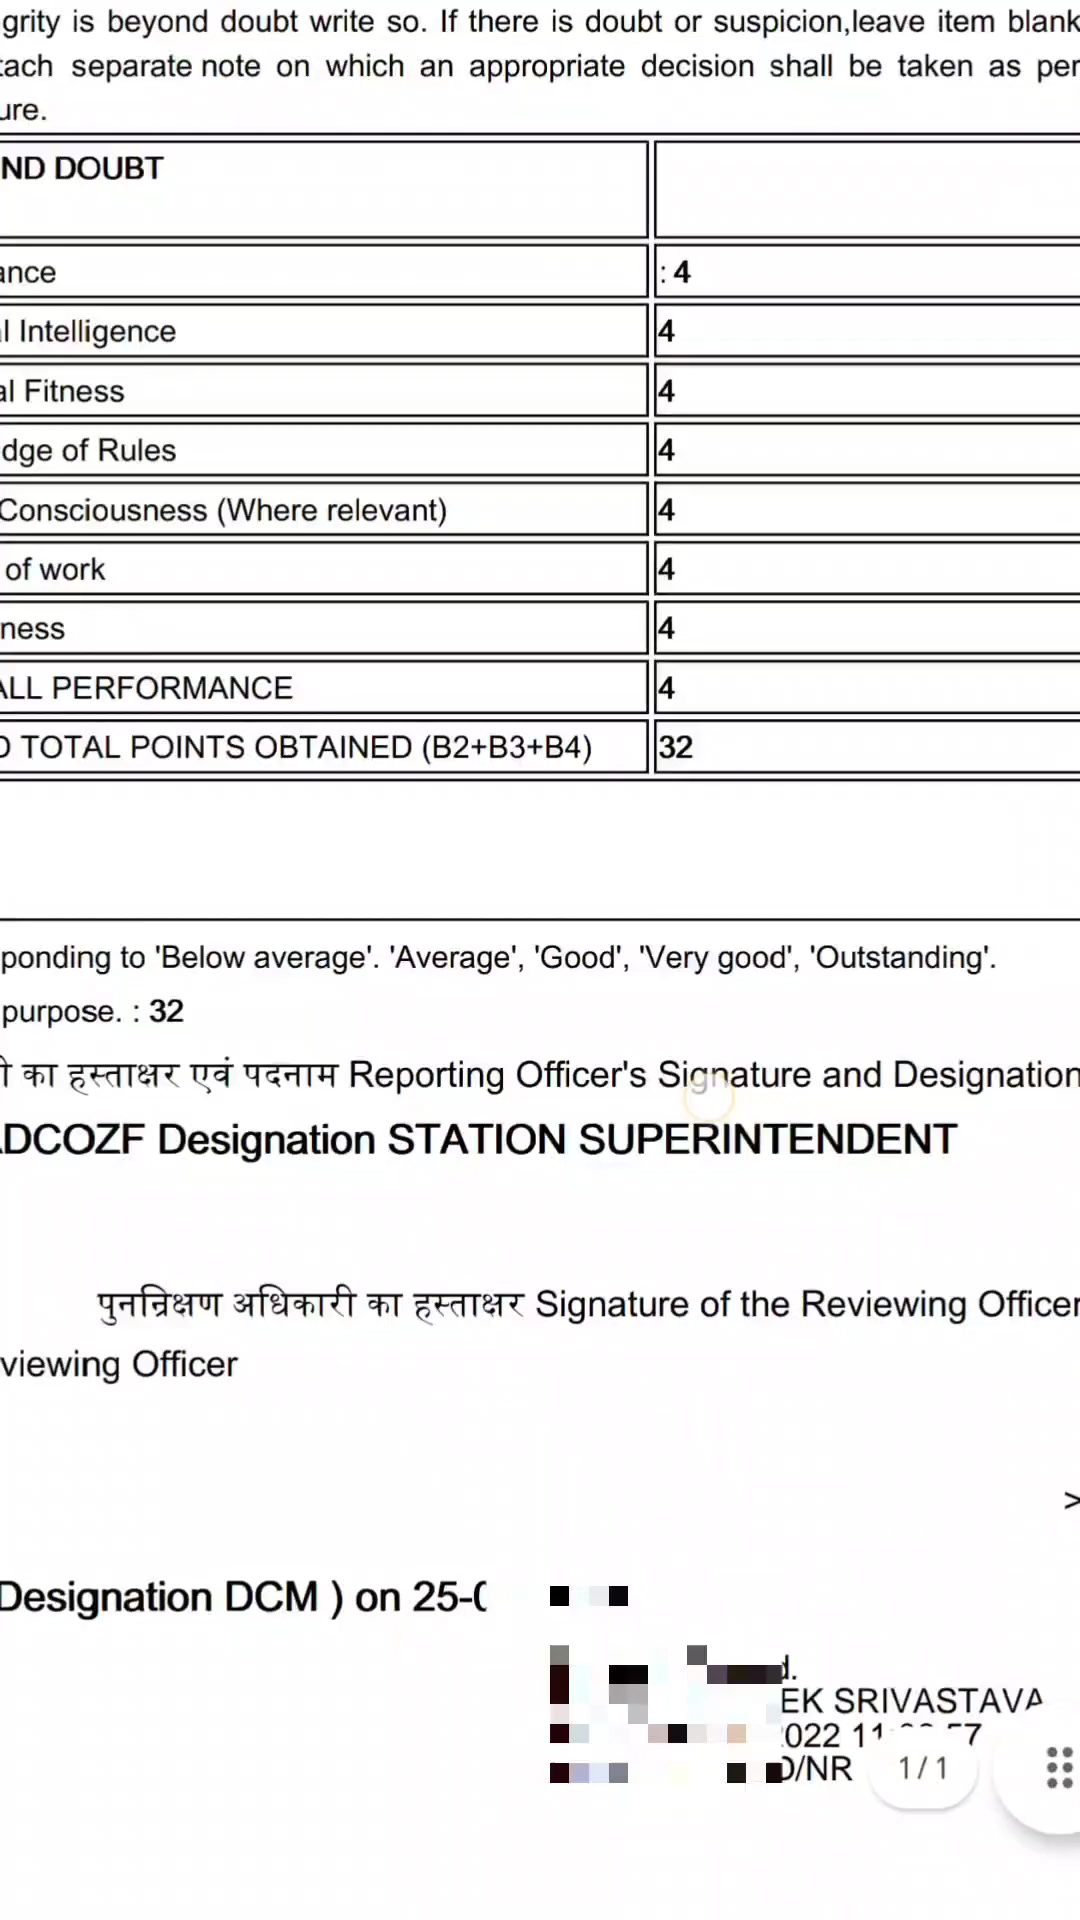 grity is beyond doubt write so. If there is doubt or suspicion,leave item blank
tach separate note on which an appropriate decision shall be taken as per
ure.
ND DOUBT
ance : 4
l Intelligence 4
al Fitness 4
dge of Rules 4
Consciousness (Where relevant) 4
of work 4
ness 4
ALL PERFORMANCE 4
D TOTAL POINTS OBTAINED (B2+B3+B4) 32
ponding to 'Below average'. 'Average', 'Good', 'Very good', 'Outstanding'.
purpose. : 32
का हस्ताक्षर एवं पदनाम Reporting Officer's Signature and Designation
ADCOZF Designation STATION SUPERINTENDENT
पुनन्रिक्षण अधिकारी का हस्ताक्षर Signature of the Reviewing Officer
viewing Officer
>
Designation DCM ) on 25-0
d.
EK SRIVASTAVA
2022 11
/NR
1 / 1